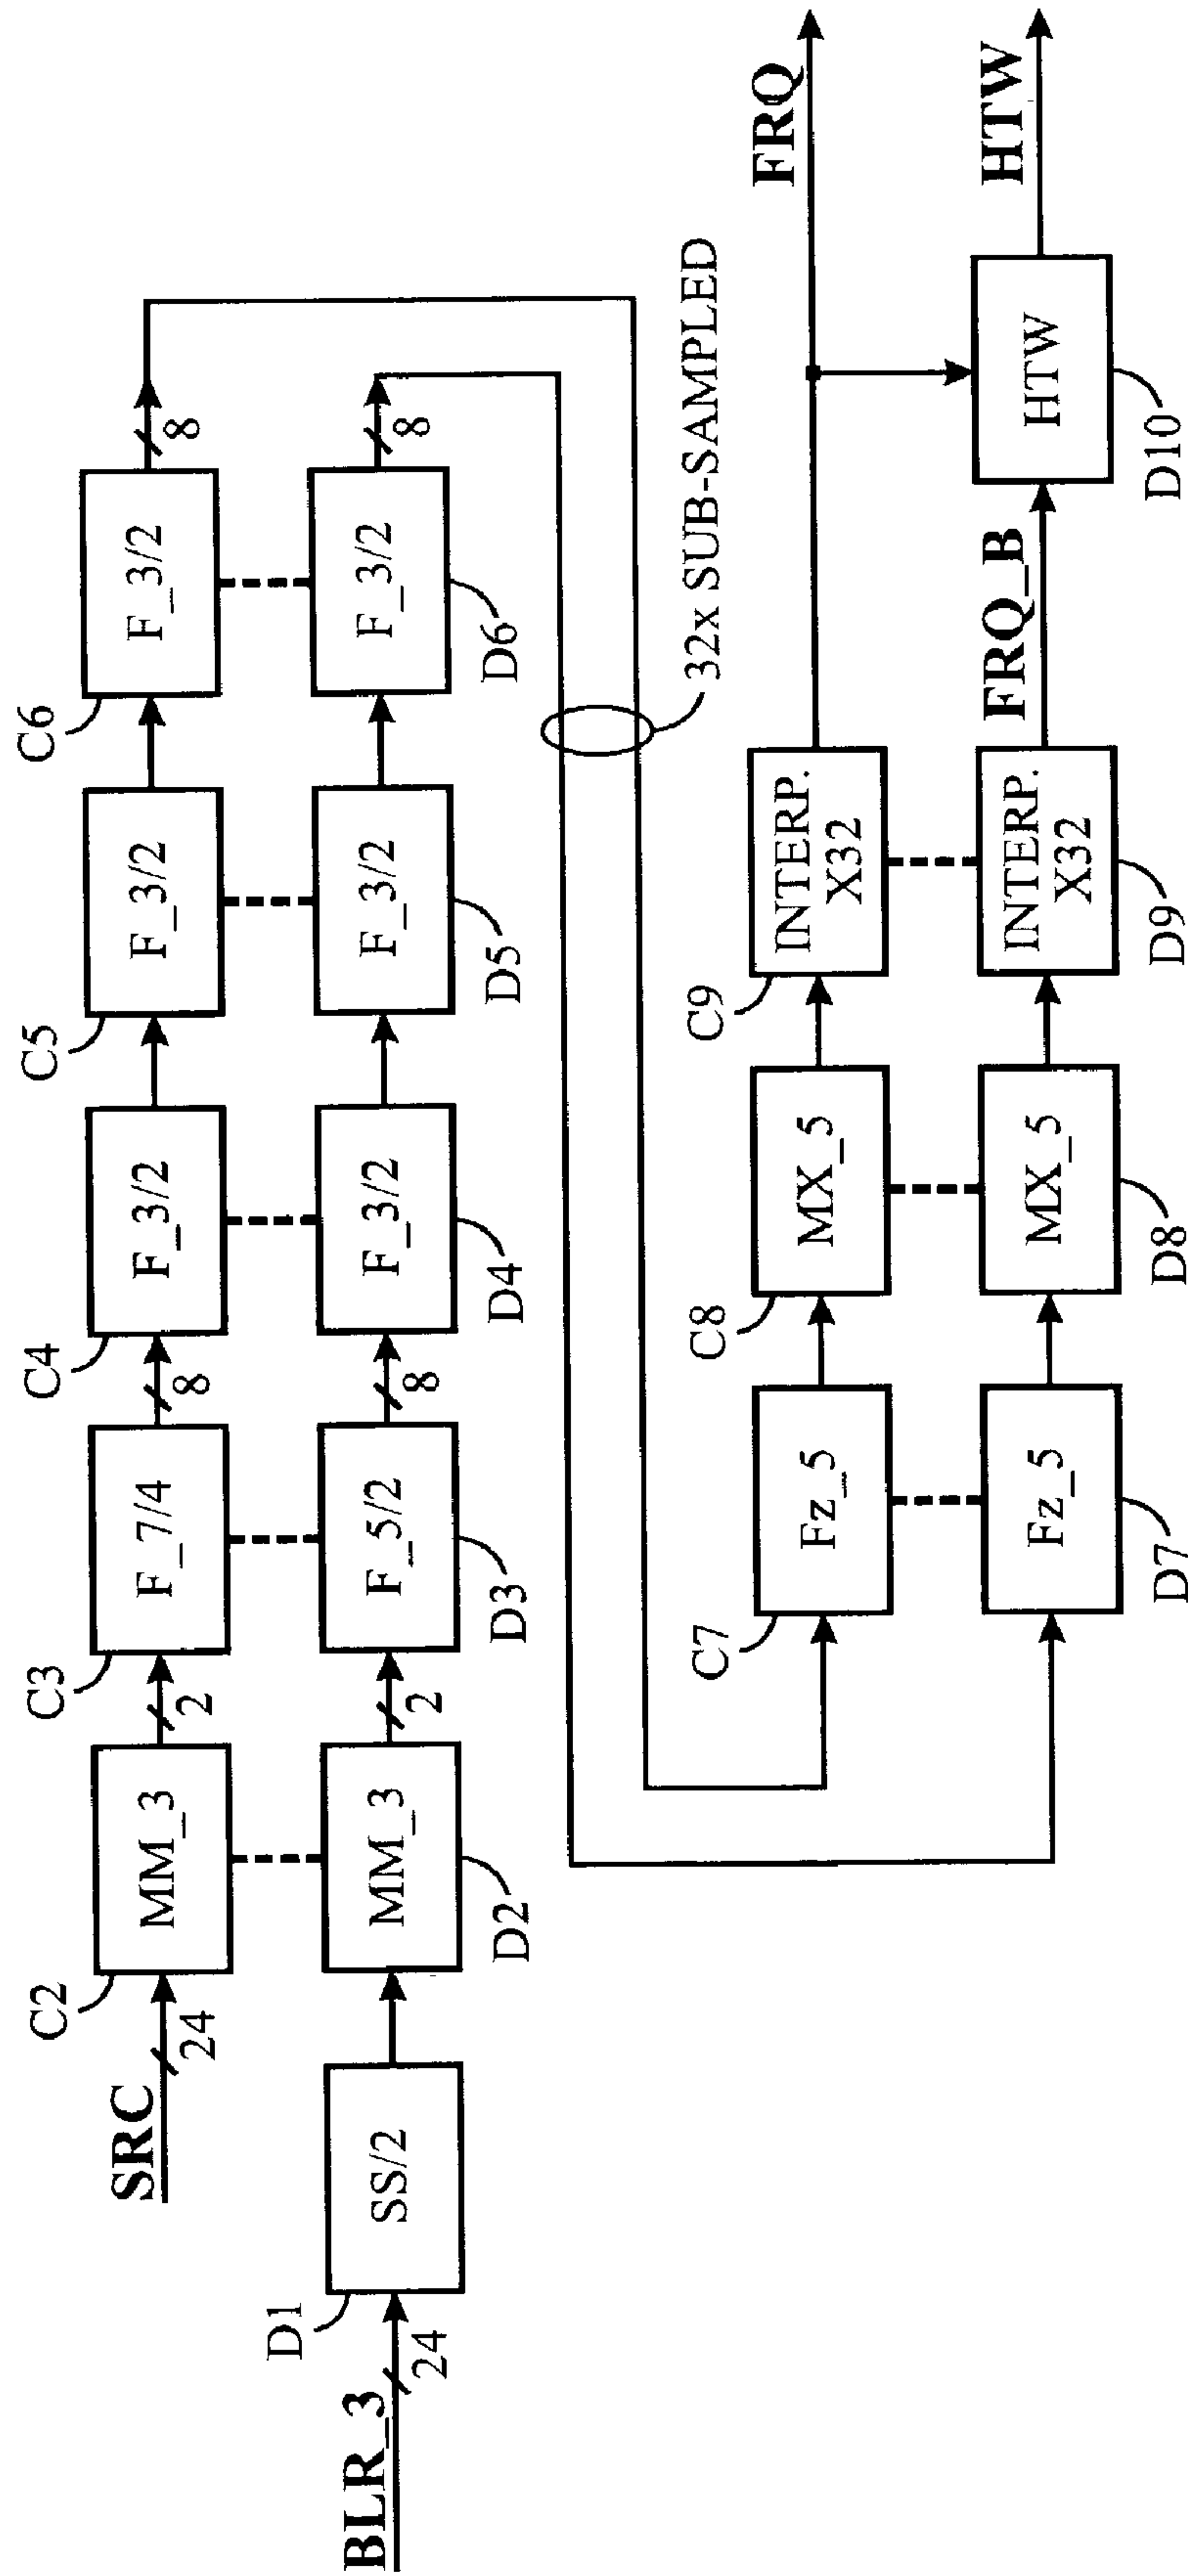 SRC
24
C2
MM_3
2
C3
F_7/4
8
C4
F_3/2
C5
F_3/2
C6
F_3/2
8
BLR_3
24
D1
SS/2
MM_3
D2
2
F_5/2
D3
8
F_3/2
D4
F_3/2
D5
F_3/2
D6
8
32x SUB-SAMPLED
C7
Fz_5
C8
MX_5
C9
INTERP.
X32
FRQ
Fz_5
D7
MX_5
D8
INTERP.
X32
D9
FRQ_B
HTW
D10
HTW